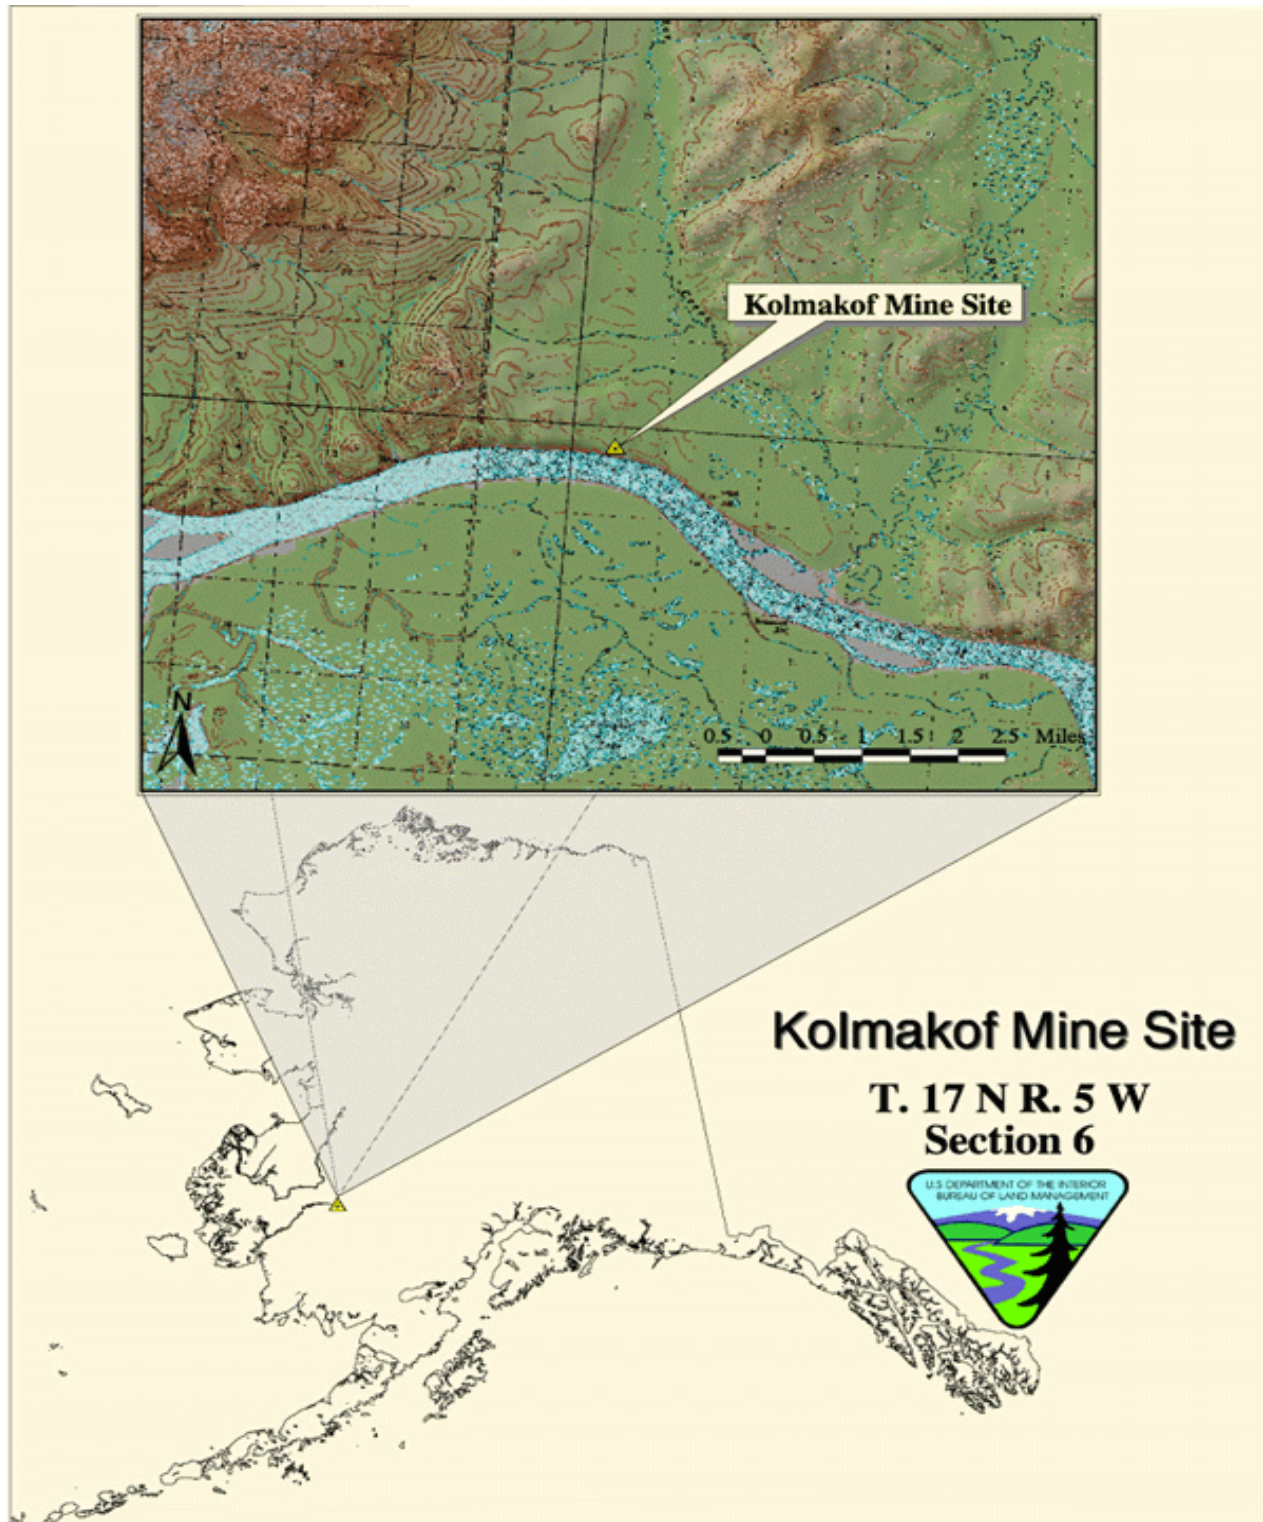 Kolmakof Mine Site
Creek
N
0.5 0 0.5 1 1.5 2 2.5 Miles
Kolmakof Mine Site
T. 17 N R. 5 W
Section 6
U.S DEPARTMENT OF THE INTERIOR
BUREAU OF LAND MANAGEMENT